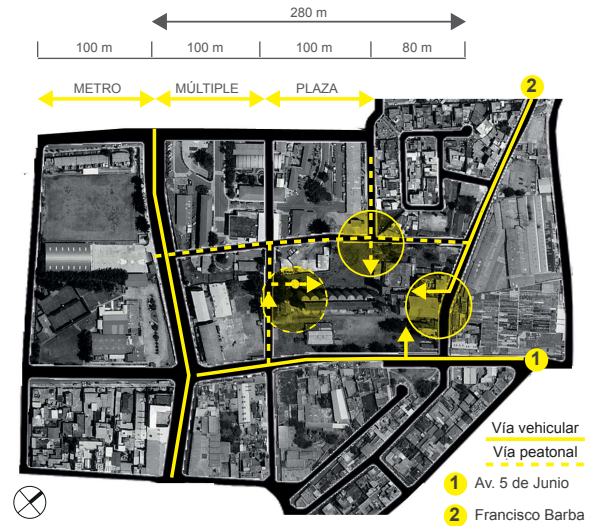 280 m
100 m 100 m 100 m 80 m
METRO MÚLTIPLE PLAZA
2
1
Vía vehicular
Vía peatonal
1 Av. 5 de Junio
2 Francisco Barba